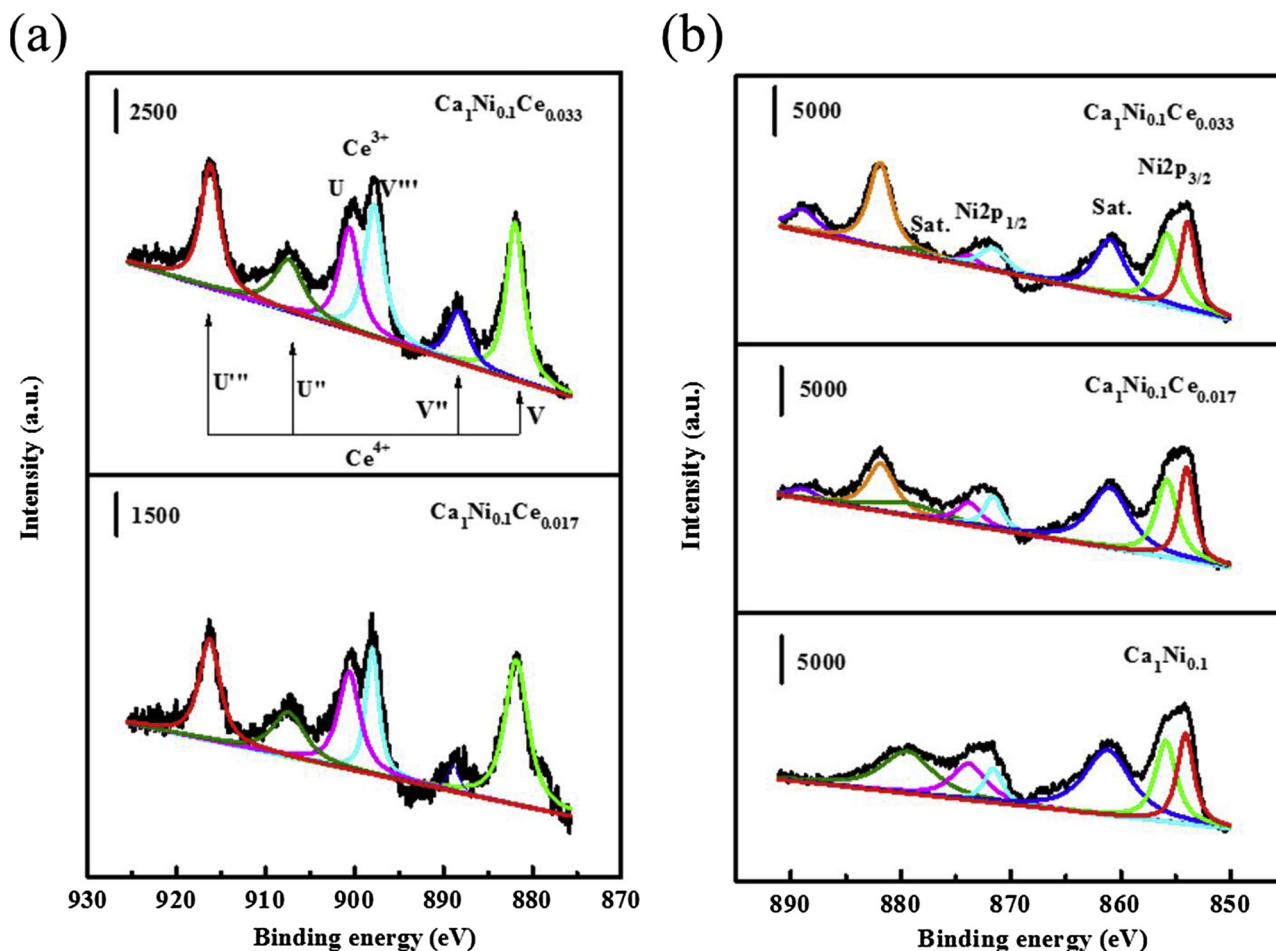 (a)
2500
Ca₁Ni₀.₁Ce₀.₀₃₃
Ce³⁺
U
V"'
U"'
U"
V"
V
Ce⁴⁺
1500
Ca₁Ni₀.₁Ce₀.₀₁₇
Intensity (a.u.)
930 920 910 900 890 880 870
Binding energy (eV)
(b)
5000
Ca₁Ni₀.₁Ce₀.₀₃₃
Ni2p₃/₂
Sat.
Ni2p₁/₂
Sat.
5000
Ca₁Ni₀.₁Ce₀.₀₁₇
5000
Ca₁Ni₀.₁
Intensity (a.u.)
890 880 870 860 850
Binding energy (eV)